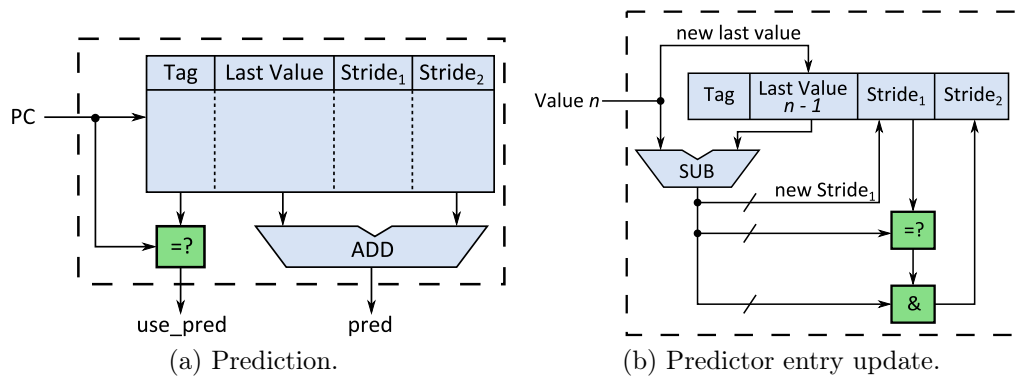 Tag Last Value Stride₁ Stride₂
PC
=? ADD
use_pred pred
(a) Prediction.
new last value
Value n
Tag Last Value n - 1 Stride₁ Stride₂
SUB
new Stride₁
=?
&
(b) Predictor entry update.